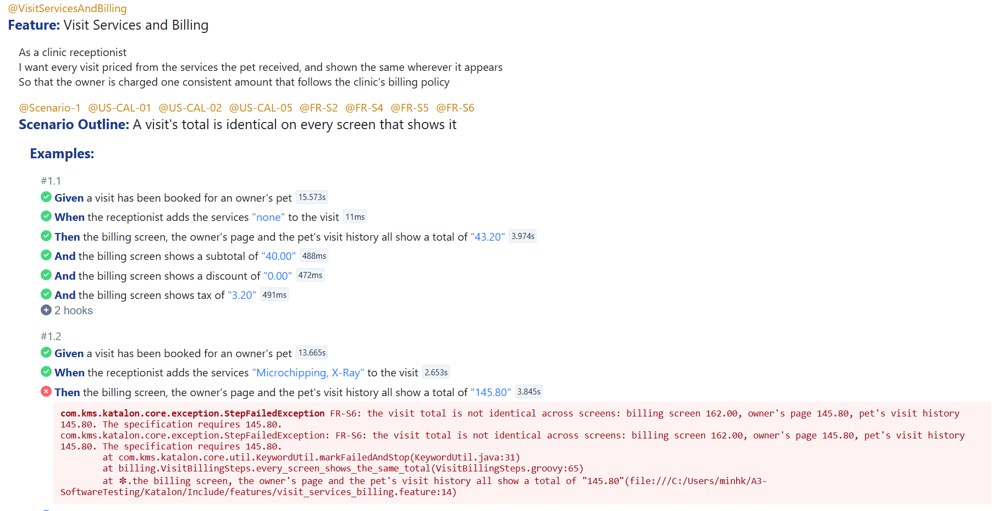 @VisitServicesAndBilling
Feature: Visit Services and Billing
As a clinic receptionist
I want every visit priced from the services the pet received, and shown the same wherever it appears
So that the owner is charged one consistent amount that follows the clinic's billing policy
@Scenario-1 @US-CAL-01 @US-CAL-02 @US-CAL-05 @FR-S2 @FR-S4 @FR-S5 @FR-S6
Scenario Outline: A visit's total is identical on every screen that shows it
Examples:
#1.1
Given a visit has been booked for an owner's pet 15.573s
When the receptionist adds the services "none" to the visit 11ms
Then the billing screen, the owner's page and the pet's visit history all show a total of "43.20" 3.974s
And the billing screen shows a subtotal of "40.00" 488ms
And the billing screen shows a discount of "0.00" 472ms
And the billing screen shows tax of "3.20" 491ms
2 hooks
#1.2
Given a visit has been booked for an owner's pet 13.665s
When the receptionist adds the services "Microchipping, X-Ray" to the visit 2.653s
Then the billing screen, the owner's page and the pet's visit history all show a total of "145.80" 3.845s
com.kms.katalon.core.exception.StepFailedException FR-S6: the visit total is not identical across screens: billing screen 162.00, owner's page 145.80, pet's visit history
145.80. The specification requires 145.80.
com.kms.katalon.core.exception.StepFailedException: FR-S6: the visit total is not identical across screens: billing screen 162.00, owner's page 145.80, pet's visit history
145.80. The specification requires 145.80.
at com.kms.katalon.core.util.KeywordUtil.markFailedAndStop(KeywordUtil.java:31)
at billing.VisitBillingSteps.every_screen_shows_the_same_total(VisitBillingSteps.groovy:65)
at ✻.the billing screen, the owner's page and the pet's visit history all show a total of "145.80"(file:///C:/Users/minhk/A3-
SoftwareTesting/Katalon/Include/features/visit_services_billing.feature:14)